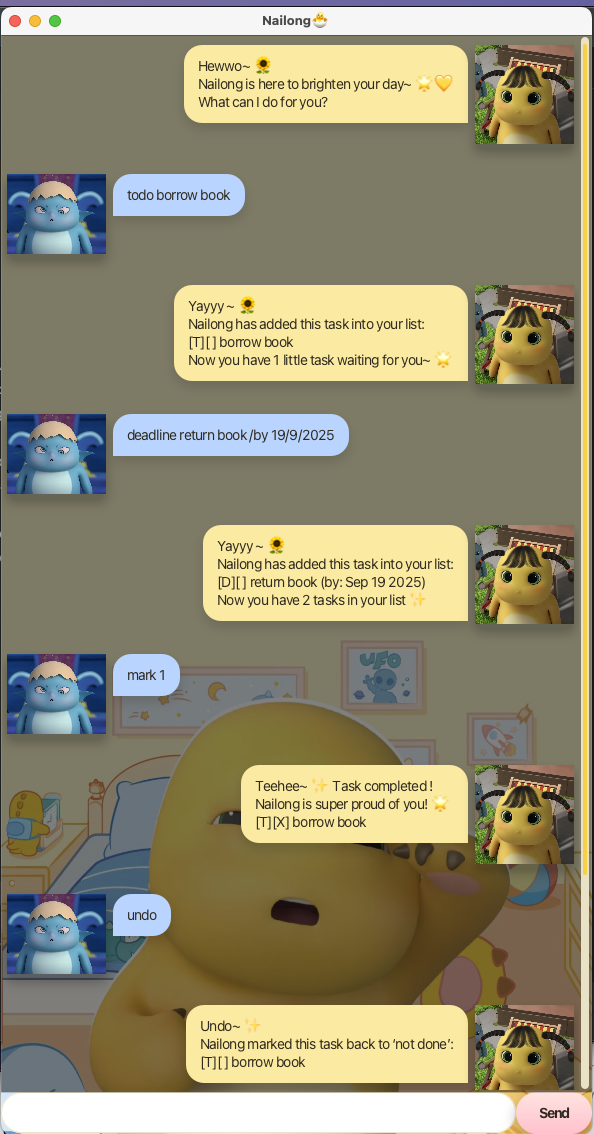 Nailong🐣
Hewwo~ 🌻
Nailong is here to brighten your day~ 🌟💛
What can I do for you?
todo borrow book
Yayyy~ 🌻
Nailong has added this task into your list:
[T][ ] borrow book
Now you have 1 little task waiting for you~ 🌟
deadline return book /by 19/9/2025
Yayyy~ 🌻
Nailong has added this task into your list:
[D][ ] return book (by: Sep 19 2025)
Now you have 2 tasks in your list ✨
UFO
mark 1
Teehee~ ✨ Task completed!
Nailong is super proud of you! 🌟
[T][X] borrow book
undo
Undo~ ✨
Nailong marked this task back to ‘not done’:
[T][ ] borrow book
Send